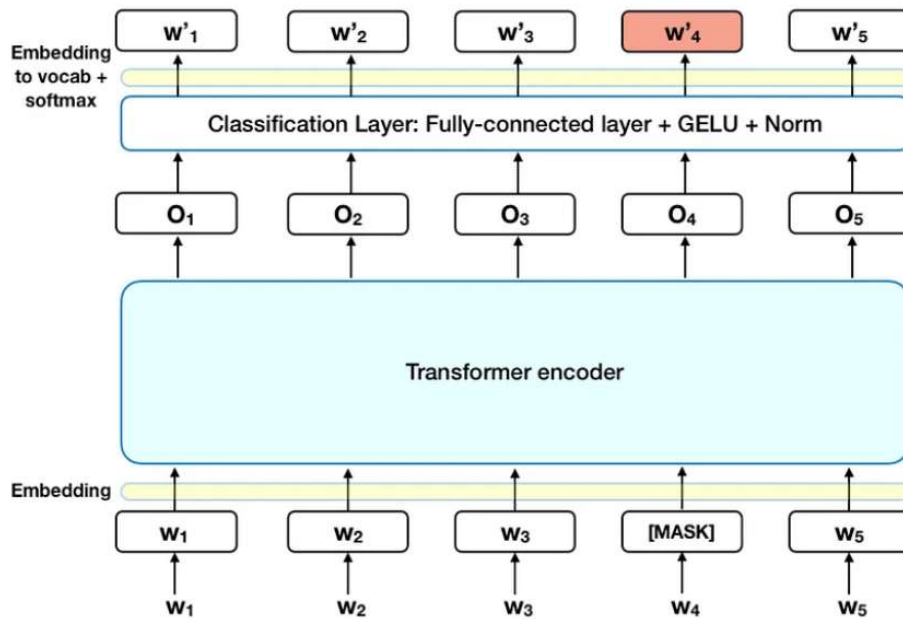 w’1 w’2 w’3 w’4 w’5
Embedding
to vocab +
softmax
Classification Layer: Fully-connected layer + GELU + Norm
O1 O2 O3 O4 O5
Transformer encoder
Embedding
W1 W2 W3 [MASK] W5
W1 W2 W3 W4 W5